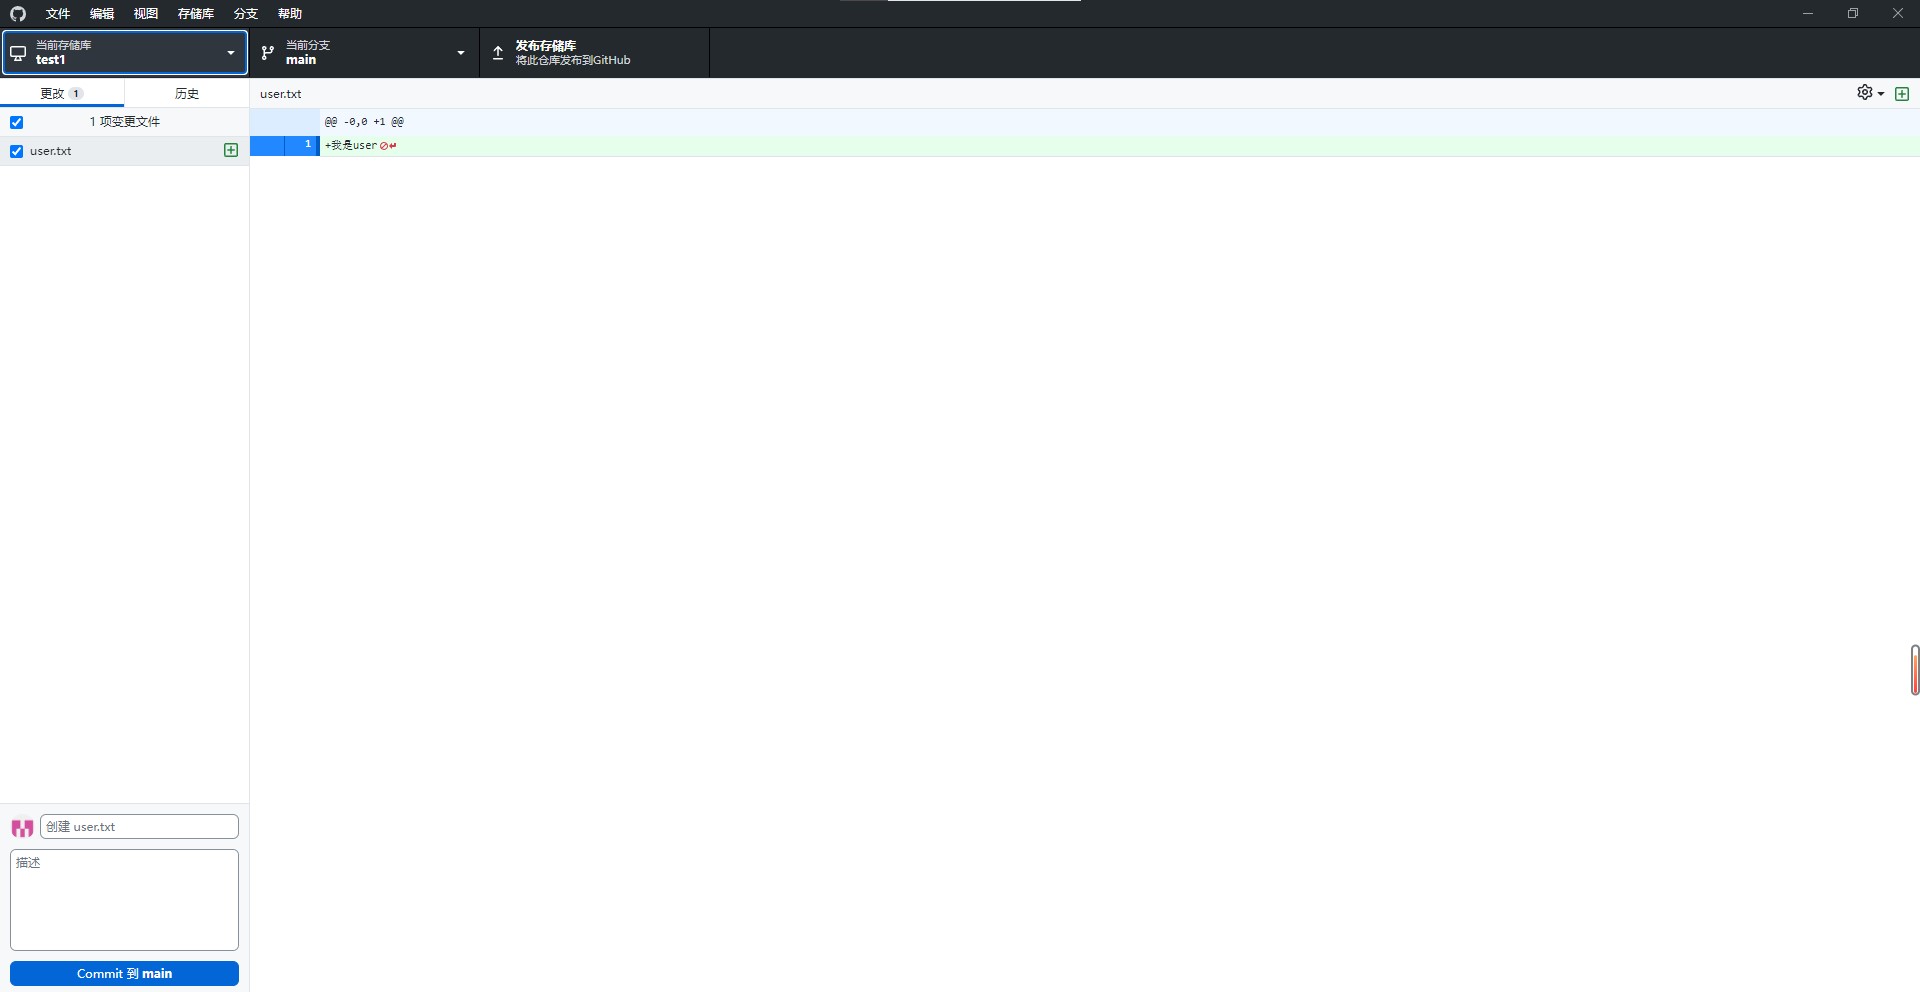 文件 编辑 视图 存储库 分支 帮助
当前存储库
test1
当前分支
main
发布存储库
将此仓库发布到GitHub
更改 1
历史
user.txt
1 项变更文件
@@ -0,0 +1 @@
user.txt
1 +我是user
创建 user.txt
描述
Commit 到 main